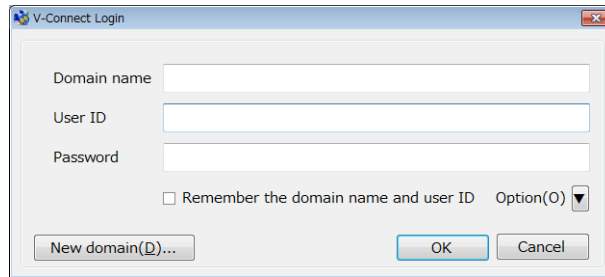 V-Connect Login
Domain name
User ID
Password
Remember the domain name and user ID Option(O) ▼
New domain(D)... OK Cancel